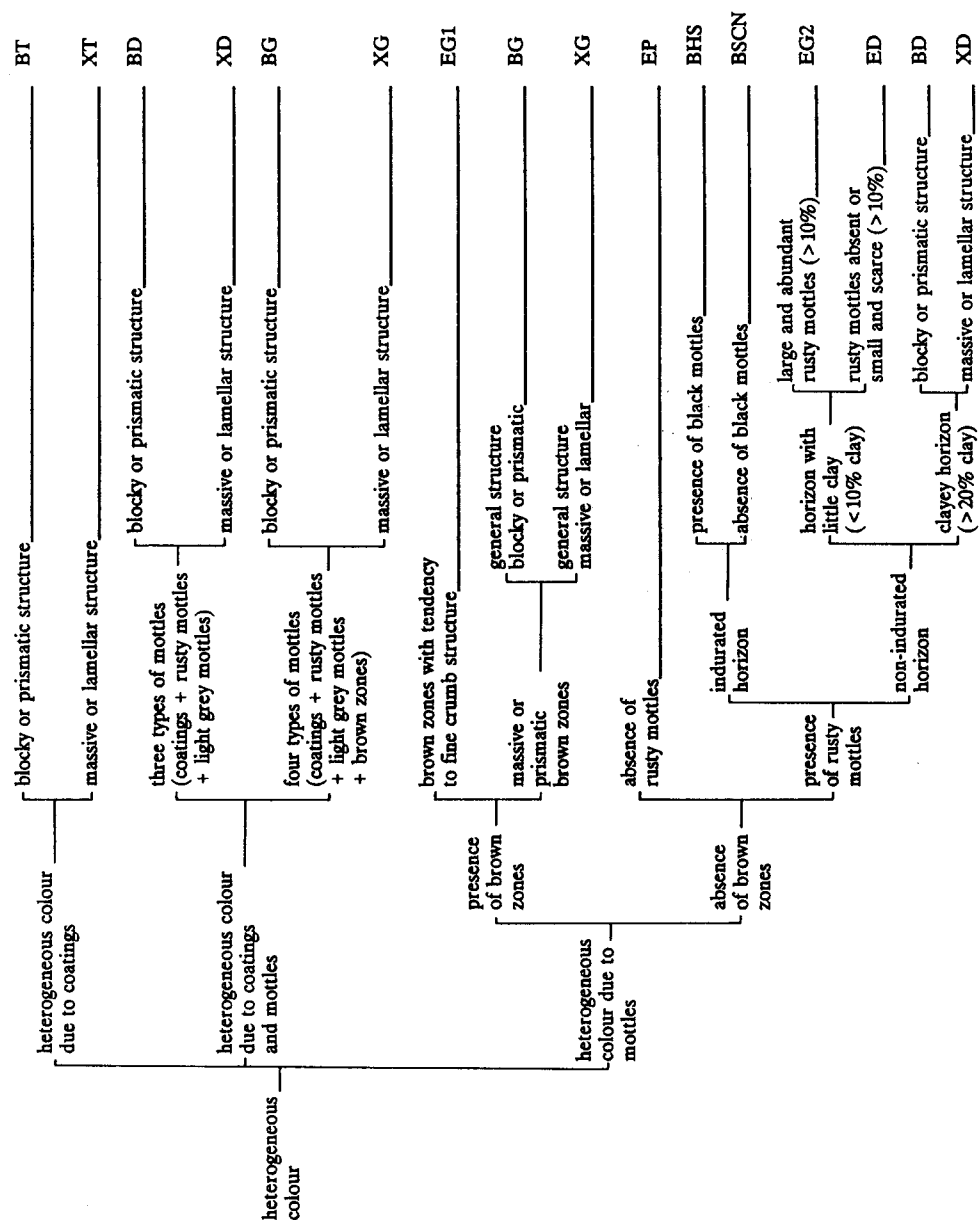 heterogeneous
colour
heterogeneous colour
due to coatings
blocky or prismatic structure
BT
massive or lamellar structure
XT
heterogeneous colour
due to coatings
and mottles
three types of mottles
(coatings + rusty mottles
+ light grey mottles)
blocky or prismatic structure
BD
massive or lamellar structure
XD
four types of mottles
(coatings + rusty mottles
+ light grey mottles
+ brown zones)
blocky or prismatic structure
BG
massive or lamellar structure
XG
heterogeneous
colour due to
mottles
presence
of brown
zones
brown zones with tendency
to fine crumb structure
EG1
massive or
prismatic
brown zones
general structure
blocky or prismatic
BG
general structure
massive or lamellar
XG
absence
of brown
zones
absence of
rusty mottles
EP
presence
of rusty
mottles
indurated
horizon
presence of black mottles
BHS
absence of black mottles
BSCN
non-indurated
horizon
horizon with
little clay
(<10% clay)
large and abundant
rusty mottles (>10%)
EG2
rusty mottles absent or
small and scarce (>10%)
ED
clayey horizon
(>20% clay)
blocky or prismatic structure
BD
massive or lamellar structure
XD